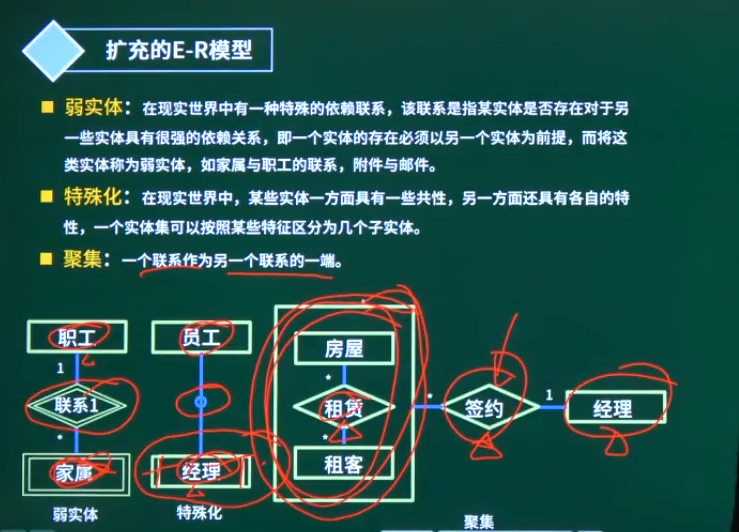 扩充的E-R模型
弱实体：在现实世界中有一种特殊的依赖联系，该联系是指某实体是否存在对于另
一些实体具有很强的依赖关系，即一个实体的存在必须以另一个实体为前提，而将这
类实体称为弱实体，如家属与职工的联系，附件与邮件。
特殊化：在现实世界中，某些实体一方面具有一些共性，另一方面还具有各自的特
性，一个实体集可以按照某些特征区分为几个子实体。
聚集：一个联系作为另一个联系的一端。
职工
1
联系1
*
家属
弱实体
员工
经理
特殊化
房屋
*
租赁
*
租客
*
签约
1
经理
聚集